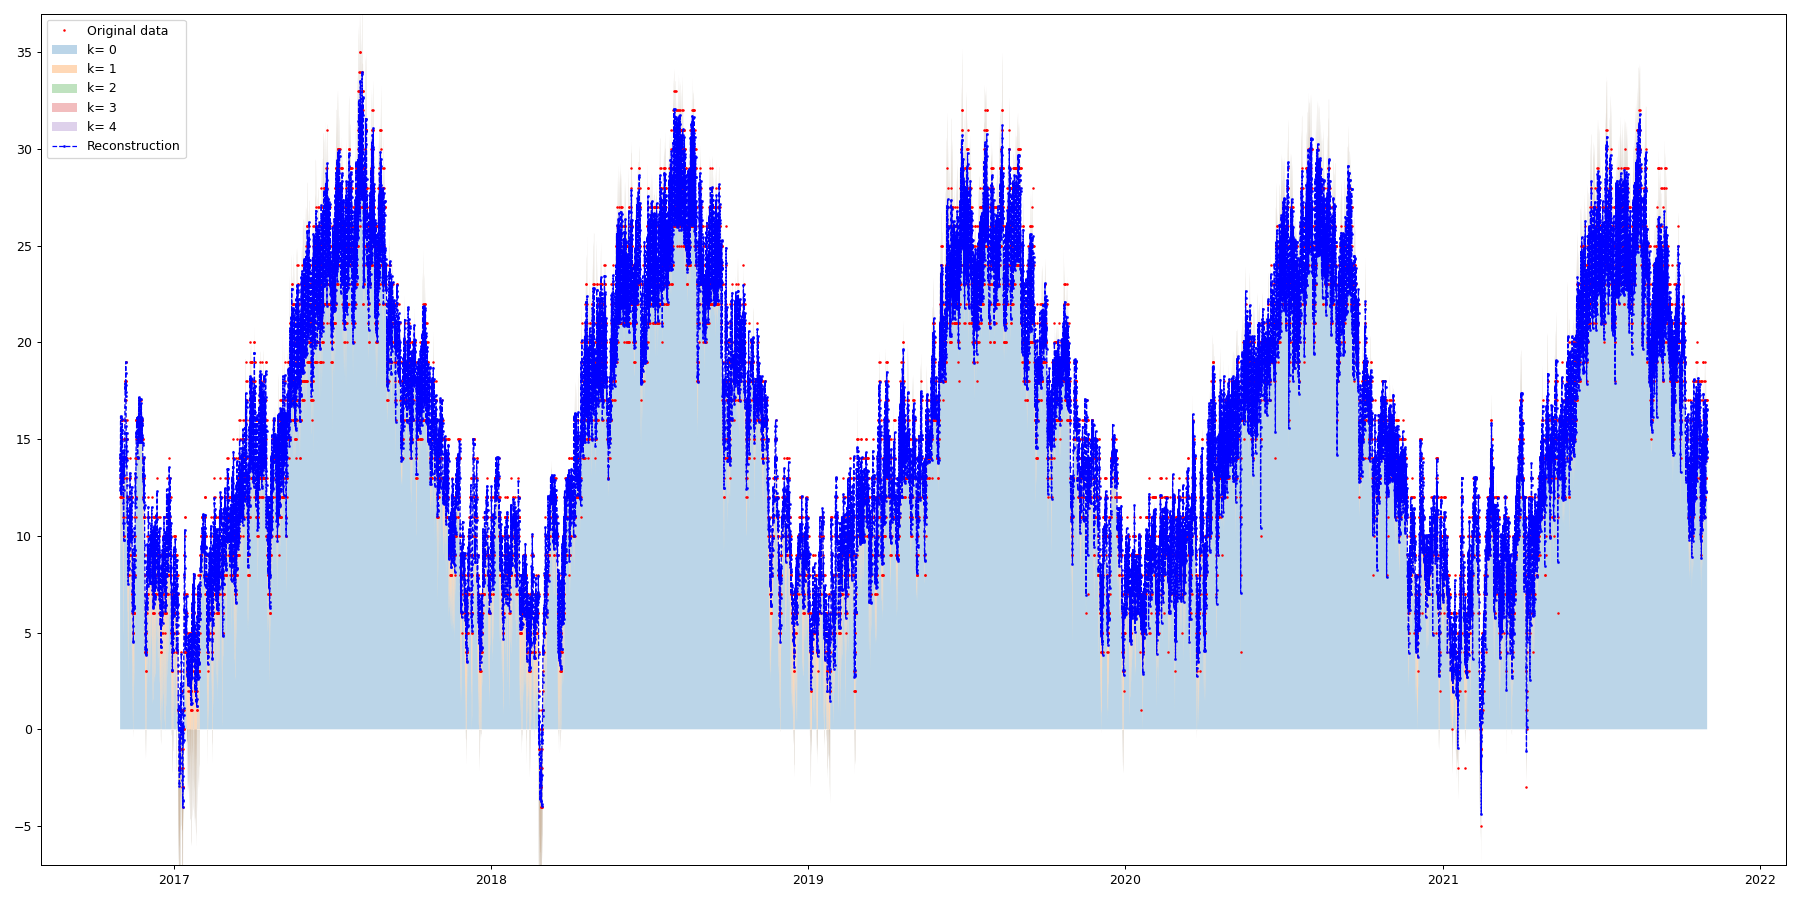 Original data
k= 0
k= 1
k= 2
k= 3
k= 4
Reconstruction
35
30
25
20
15
10
5
0
−5
2017
2018
2019
2020
2021
2022